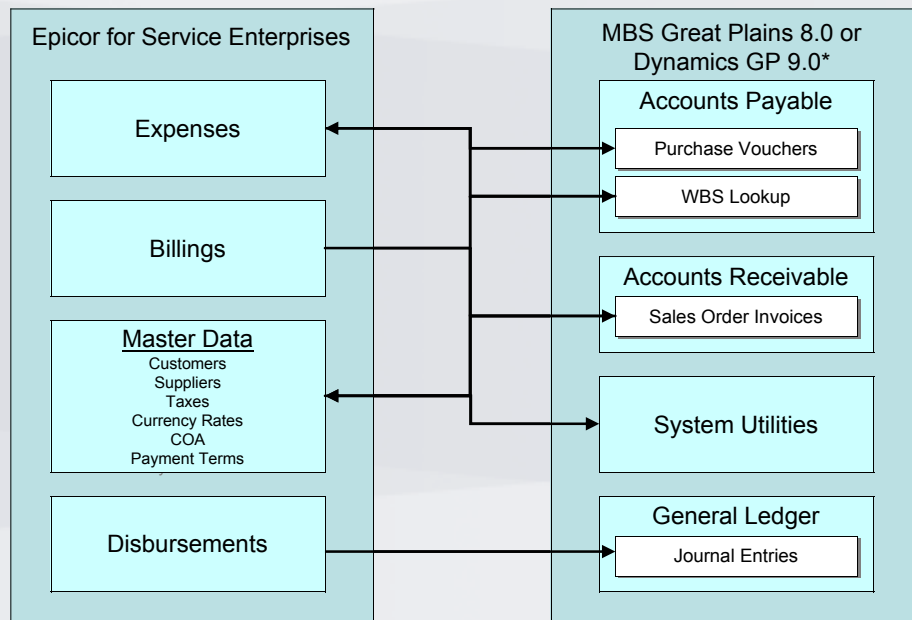 Epicor for Service Enterprises
Expenses
Billings
Master Data
Customers
Suppliers
Taxes
Currency Rates
COA
Payment Terms
Disbursements
MBS Great Plains 8.0 or
Dynamics GP 9.0*
Accounts Payable
Purchase Vouchers
WBS Lookup
Accounts Receivable
Sales Order Invoices
System Utilities
General Ledger
Journal Entries